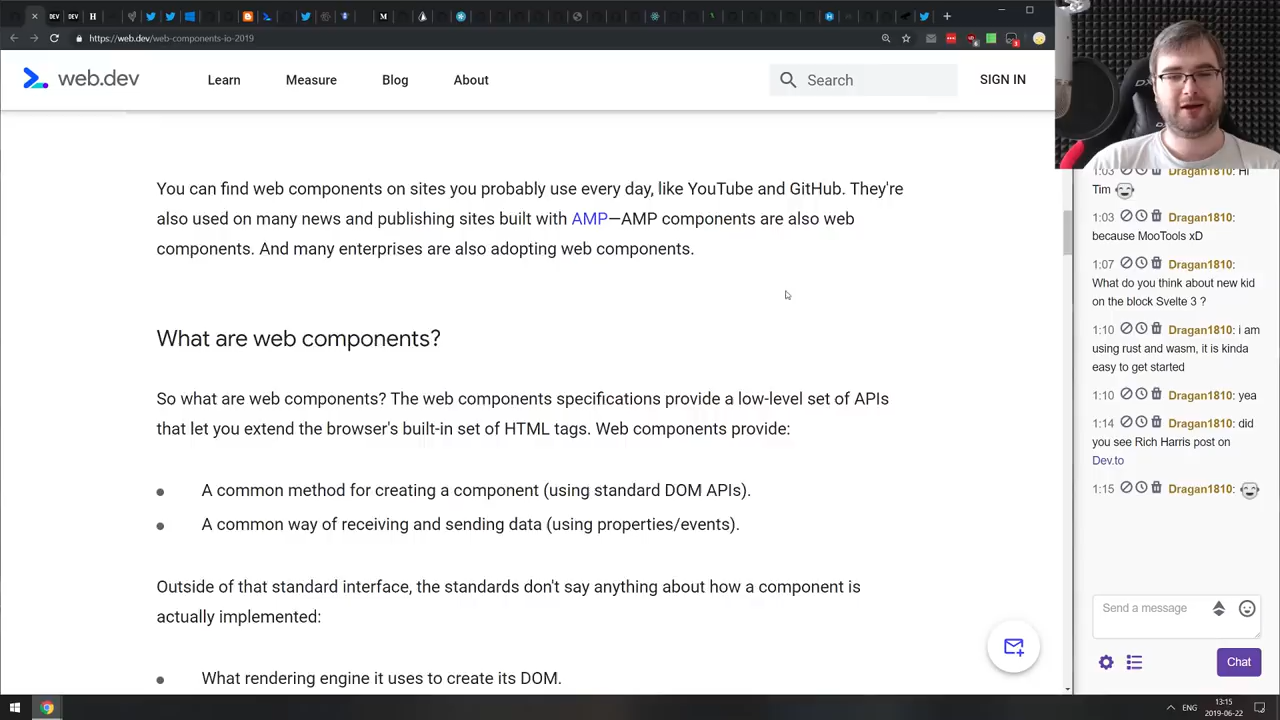 DEV
DEV
H
M
https://web.dev/web-components-io-2019
web.dev
Learn
Measure
Blog
About
Search
SIGN IN
You can find web components on sites you probably use every day, like YouTube and GitHub. They're
also used on many news and publishing sites built with AMP—AMP components are also web
components. And many enterprises are also adopting web components.
What are web components?
So what are web components? The web components specifications provide a low-level set of APIs
that let you extend the browser's built-in set of HTML tags. Web components provide:
A common method for creating a component (using standard DOM APIs).
A common way of receiving and sending data (using properties/events).
Outside of that standard interface, the standards don't say anything about how a component is
actually implemented:
What rendering engine it uses to create its DOM.
1:03 Dragan1810: Hi
Tim
1:03 Dragan1810:
because MooTools xD
1:07 Dragan1810:
What do you think about new kid
on the block Svelte 3 ?
1:10 Dragan1810: i am
using rust and wasm, it is kinda
easy to get started
1:10 Dragan1810: yea
1:14 Dragan1810: did
you see Rich Harris post on
Dev.to
1:15 Dragan1810:
Send a message
Chat
ENG
13:15
2019-06-22